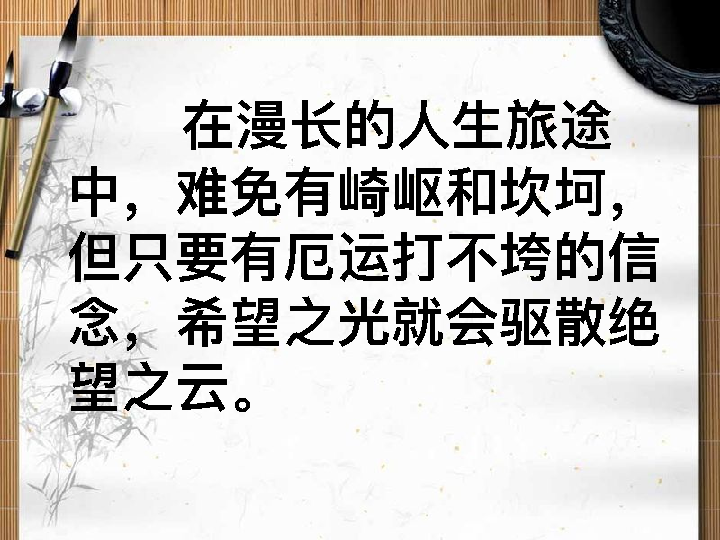 在漫长的人生旅途
中，难免有崎岖和坎坷，
但只要有厄运打不垮的信
念，希望之光就会驱散绝
望之云。